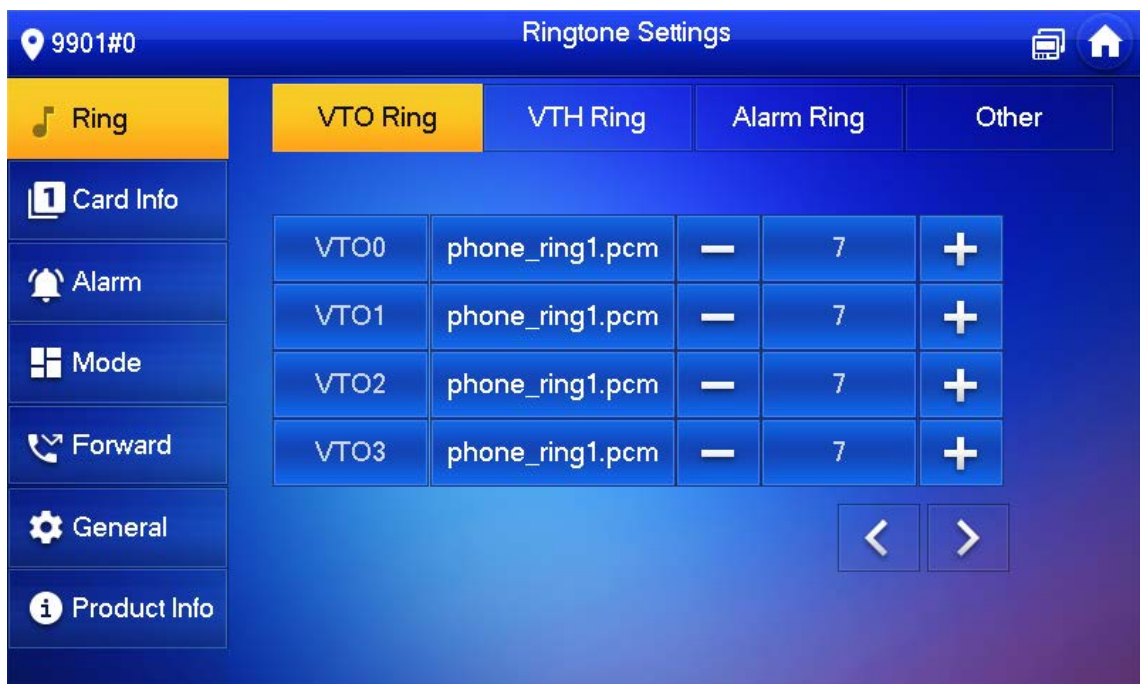 9901#0
Ringtone Settings
Ring
VTO Ring
VTH Ring
Alarm Ring
Other
1 Card Info
Alarm
Mode
Forward
General
i Product Info
VTO0 phone_ring1.pcm − 7 +
VTO1 phone_ring1.pcm − 7 +
VTO2 phone_ring1.pcm − 7 +
VTO3 phone_ring1.pcm − 7 +